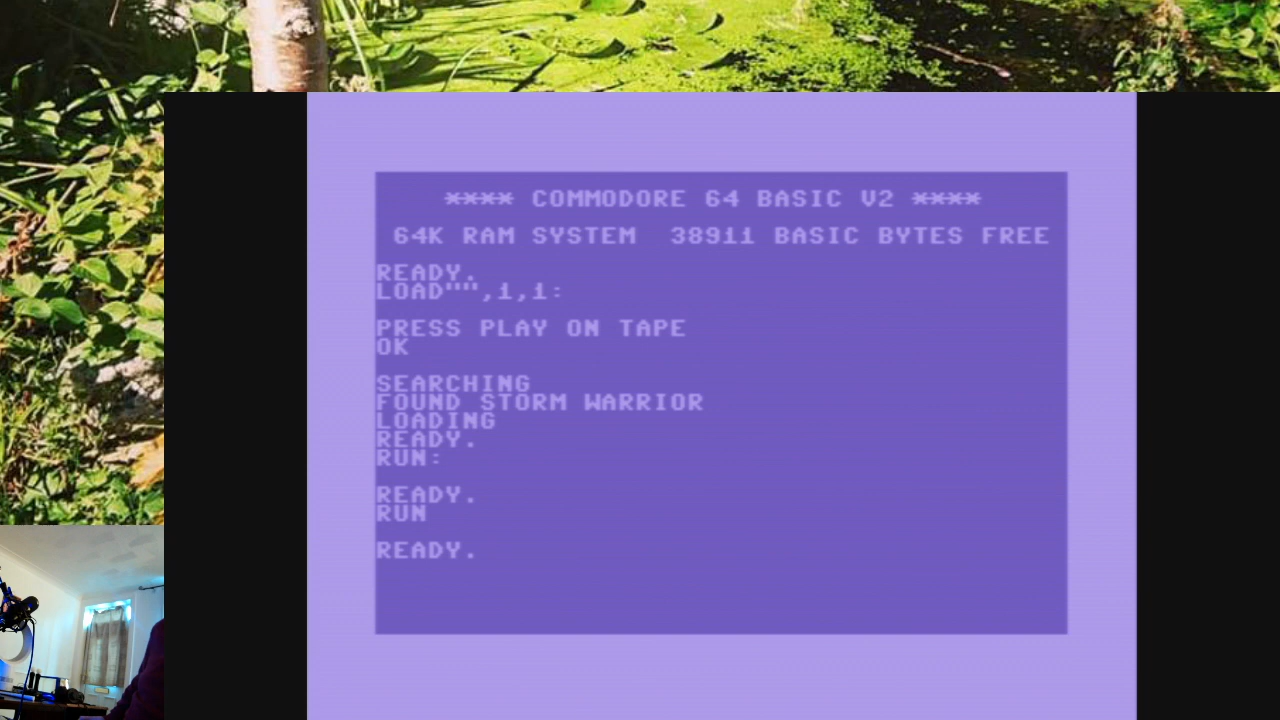 **** COMMODORE 64 BASIC V2 ****
64K RAM SYSTEM  38911 BASIC BYTES FREE
READY.
LOAD"",1,1:
PRESS PLAY ON TAPE
OK
SEARCHING
FOUND STORM WARRIOR
LOADING
READY.
RUN:
READY.
RUN
READY.